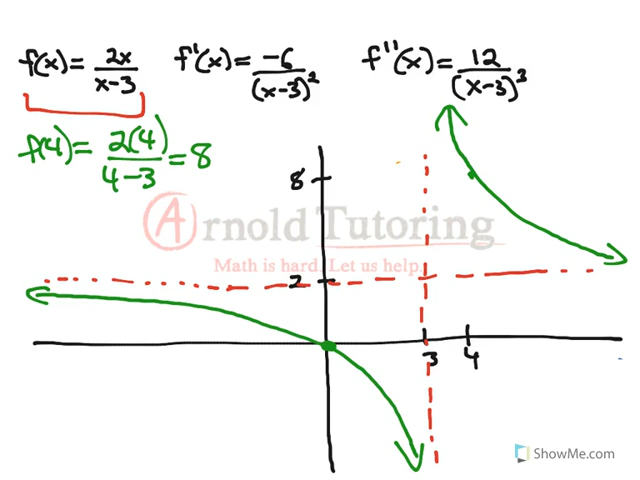 f(x) = 2x/(x-3)   f'(x) = -6/(x-3)²   f''(x) = 12/(x-3)³
f(4) = 2(4)/(4-3) = 8
8
Arnold Tutoring
Math is hard. Let us help.
2
3 4
ShowMe.com